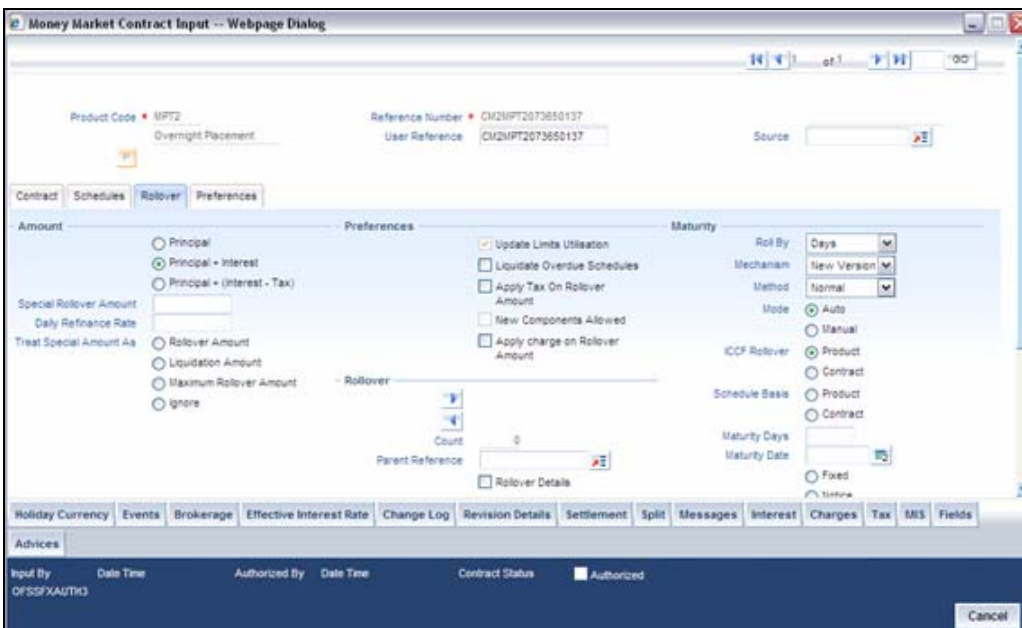 Money Market Contract Input -- Webpage Dialog
1 of 1 GO
Product Code * MPT2
Overnight Placement
Reference Number * CM2MPT2073650137
User Reference CM2MPT2073650137
Source
Contract Schedules Rollover Preferences
Amount
Principal
Principal + Interest
Principal + (Interest - Tax)
Special Rollover Amount
Daily Refinance Rate
Treat Special Amount As
Rollover Amount
Liquidation Amount
Maximum Rollover Amount
Ignore
Preferences
Update Limits Utilisation
Liquidate Overdue Schedules
Apply Tax On Rollover
Amount
New Components Allowed
Apply charge on Rollover
Amount
Rollover
Count 0
Parent Reference
Rollover Details
Maturity
Roll By Days
Mechanism New Version
Method Normal
Mode Auto
Manual
ICCF Rollover Product
Contract
Schedule Basis Product
Contract
Maturity Days
Maturity Date
Fixed
Notice
Holiday Currency Events Brokerage Effective Interest Rate Change Log Revision Details Settlement Split Messages Interest Charges Tax MIS Fields
Advices
Input By Date Time Authorized By Date Time Contract Status Authorized
OFSSFXAUTH3
Cancel